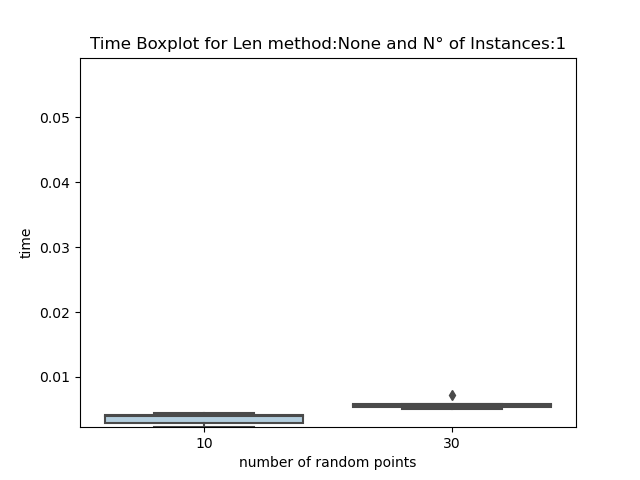 Time Boxplot for Len method:None and N° of Instances:1
0.05
0.04
0.03
0.02
0.01
time
10
30
number of random points